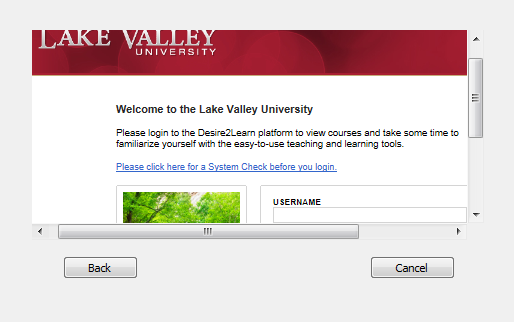 LAKE VALLEY
UNIVERSITY
Welcome to the Lake Valley University
Please login to the Desire2Learn platform to view courses and take some time to
familiarize yourself with the easy-to-use teaching and learning tools.
Please click here for a System Check before you login.
USERNAME
Back
Cancel